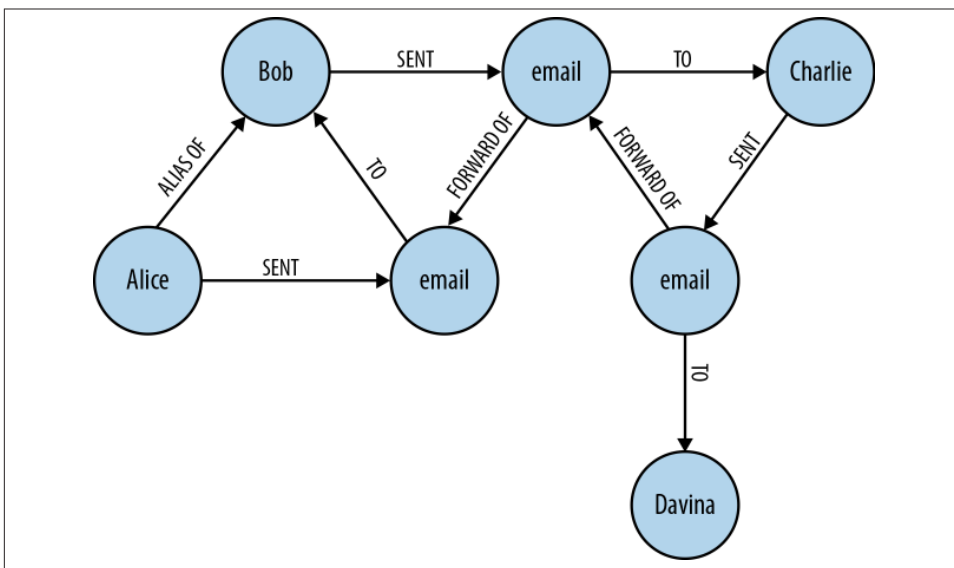 Bob
SENT
email
TO
Charlie
ALIAS OF
TO
FORWARD OF
FORWARD OF
SENT
Alice
SENT
email
email
TO
Davina